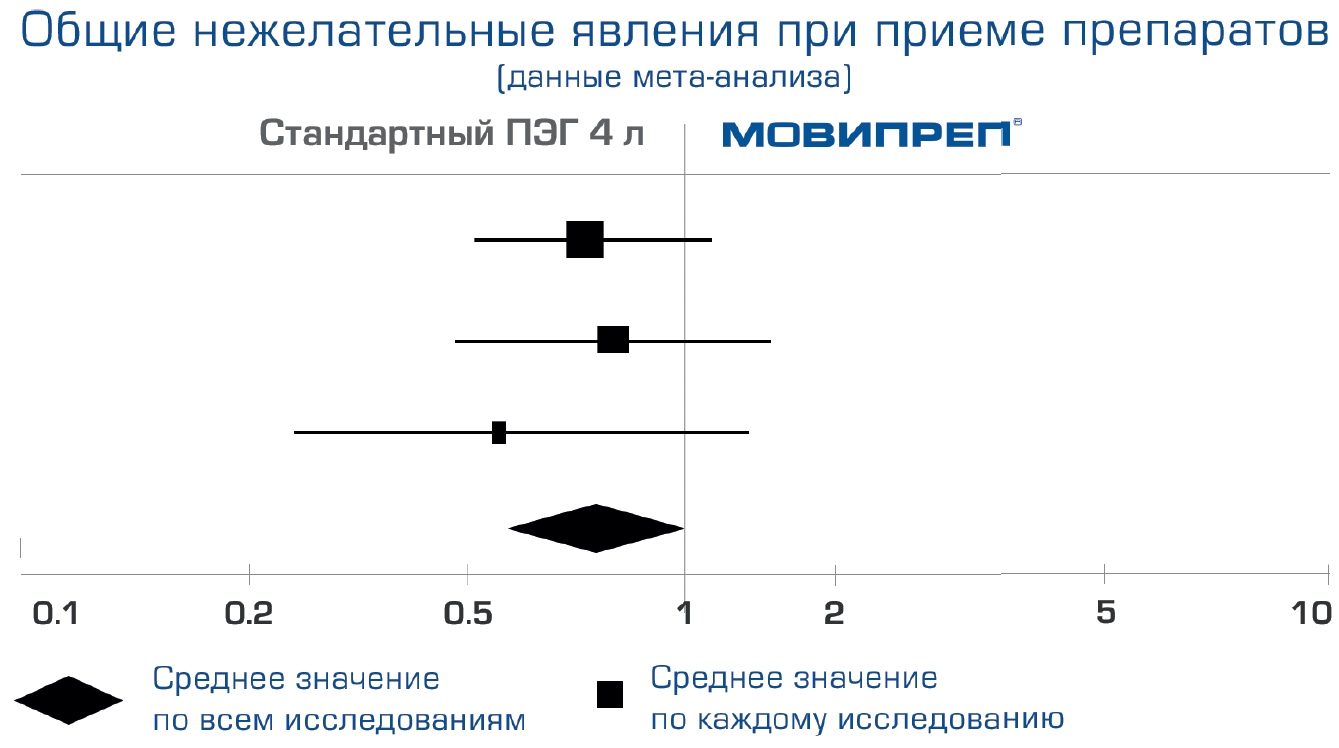 Общие нежелательные явления при приеме препаратов
(данные мета-анализа)
Стандартный ПЭГ 4 л
МОВИПРЕП®
0.1 0.2 0.5 1 2 5 10
Среднее значение
по всем исследованиям
Среднее значение
по каждому исследованию